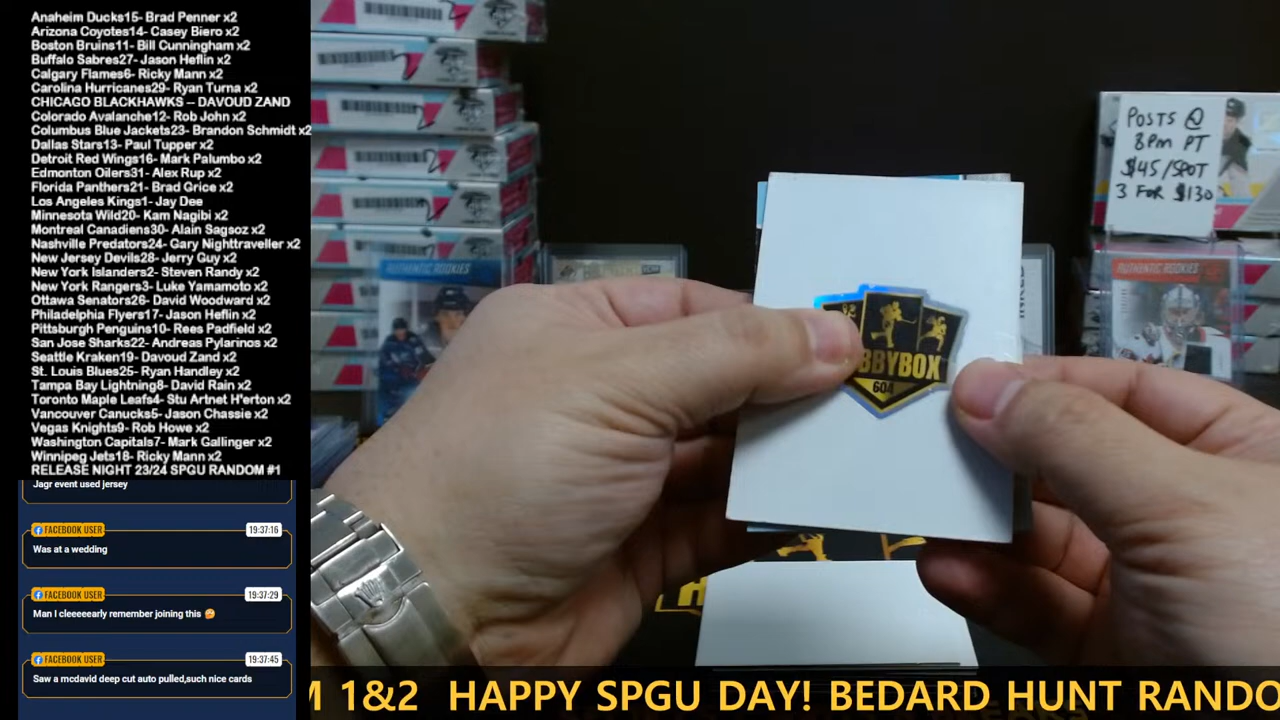 Anaheim Ducks15- Brad Penner x2
Arizona Coyotes14- Casey Biero x2
Boston Bruins11- Bill Cunningham x2
Buffalo Sabres27- Jason Heflin x2
Calgary Flames6- Ricky Mann x2
Carolina Hurricanes29- Ryan Turna x2
CHICAGO BLACKHAWKS -- DAVOUD ZAND
Colorado Avalanche12- Rob John x2
Columbus Blue Jackets23- Brandon Schmidt x2
Dallas Stars13- Paul Tupper x2
Detroit Red Wings16- Mark Palumbo x2
Edmonton Oilers31- Alex Rup x2
Florida Panthers21- Brad Grice x2
Los Angeles Kings1- Jay Dee
Minnesota Wild20- Kam Nagibi x2
Montreal Canadiens30- Alain Sagsoz x2
Nashville Predators24- Gary Nighttraveller x2
New Jersey Devils28- Jerry Guy x2
New York Islanders2- Steven Randy x2
New York Rangers3- Luke Yamamoto x2
Ottawa Senators26- David Woodward x2
Philadelphia Flyers17- Jason Heflin x2
Pittsburgh Penguins10- Rees Padfield x2
San Jose Sharks22- Andreas Pylarinos x2
Seattle Kraken19- Davoud Zand x2
St. Louis Blues25- Ryan Handley x2
Tampa Bay Lightning8- David Rain x2
Toronto Maple Leafs4- Stu Artnet H'erton x2
Vancouver Canucks5- Jason Chassie x2
Vegas Knights9- Rob Howe x2
Washington Capitals7- Mark Gallinger x2
Winnipeg Jets18- Ricky Mann x2
RELEASE NIGHT 23/24 SPGU RANDOM #1
Jagr event used jersey
FACEBOOK USER 19:37:16
Was at a wedding
FACEBOOK USER 19:37:29
Man I cleeeeearly remember joining this
FACEBOOK USER 19:37:45
Saw a mcdavid deep cut auto pulled,such nice cards
POSTS @
8PM PT
$45/SPOT
3 FOR $130
AUTHENTIC ROOKIES
AUTHENTIC ROOKIES
INKED
BBYBOX
604
M 1&2 HAPPY SPGU DAY! BEDARD HUNT RANDO